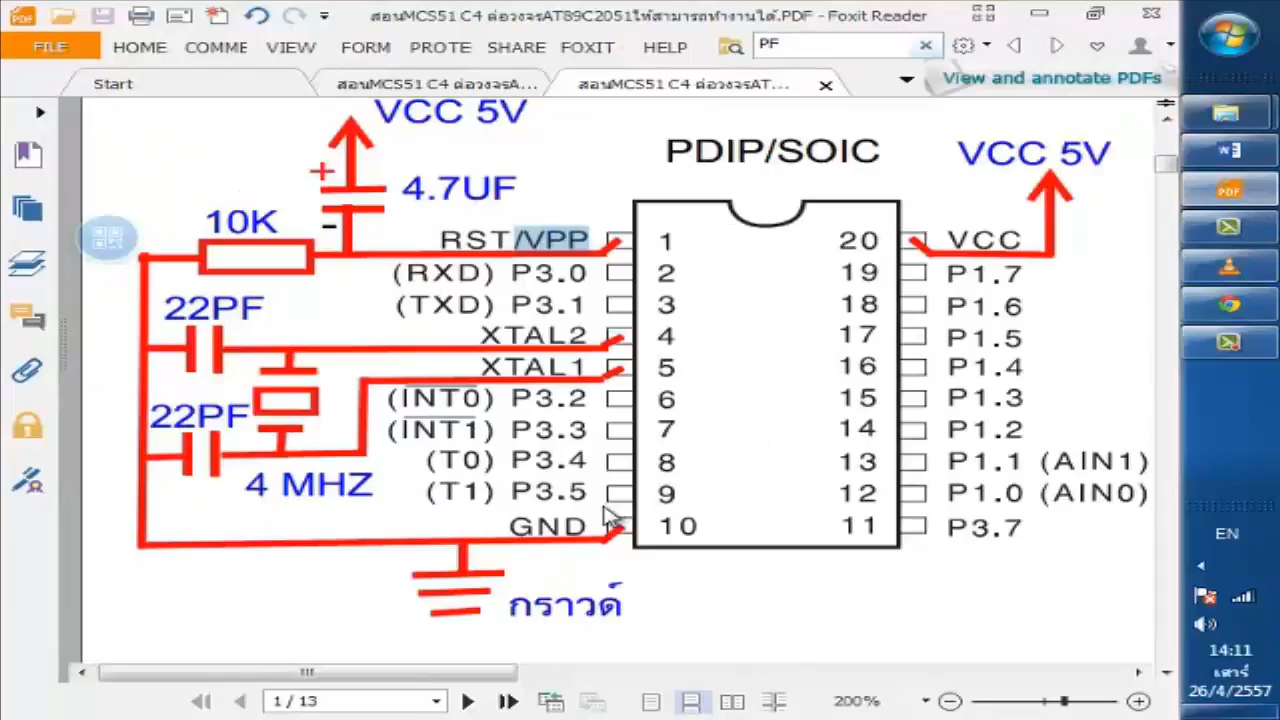 สอนMCS51 C4 ต่อวงจรAT89C2051ให้สามารถทำงานได้.PDF - Foxit Reader
FILE HOME COMME VIEW FORM PROTE SHARE FOXIT HELP PF
Start สอนMCS51 C4 ต่อวงจรA... สอนMCS51 C4 ต่อวงจรAT... View and annotate PDFs
VCC 5V
PDIP/SOIC
VCC 5V
+
4.7UF
-
10K
RST/VPP 1 20 VCC
(RXD) P3.0 2 19 P1.7
22PF
(TXD) P3.1 3 18 P1.6
XTAL2 4 17 P1.5
XTAL1 5 16 P1.4
(INT0) P3.2 6 15 P1.3
22PF
(INT1) P3.3 7 14 P1.2
(T0) P3.4 8 13 P1.1 (AIN1)
4 MHZ
(T1) P3.5 9 12 P1.0 (AIN0)
GND 10 11 P3.7
กราวด์
EN
14:11
เสาร์
26/4/2557
1 / 13
200%
PDF